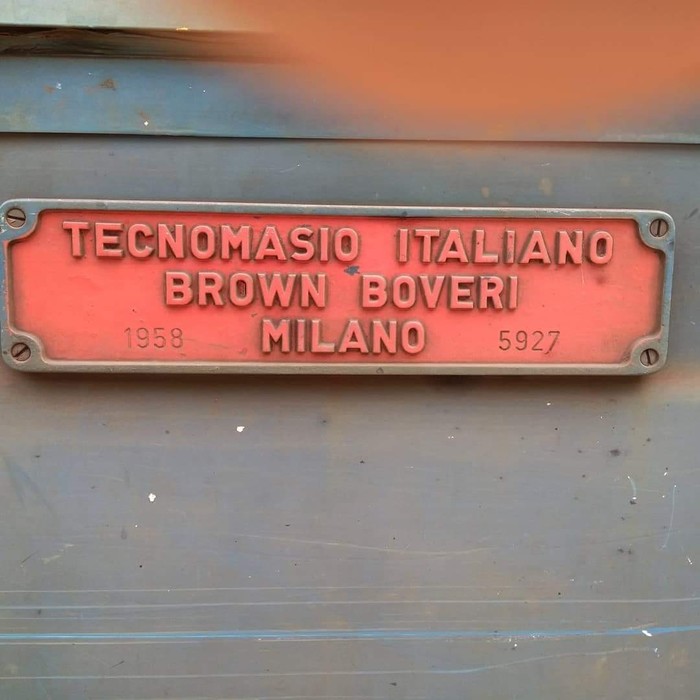 TECNOMASIO ITALIANO
BROWN BOVERI
1958 MILANO 5927